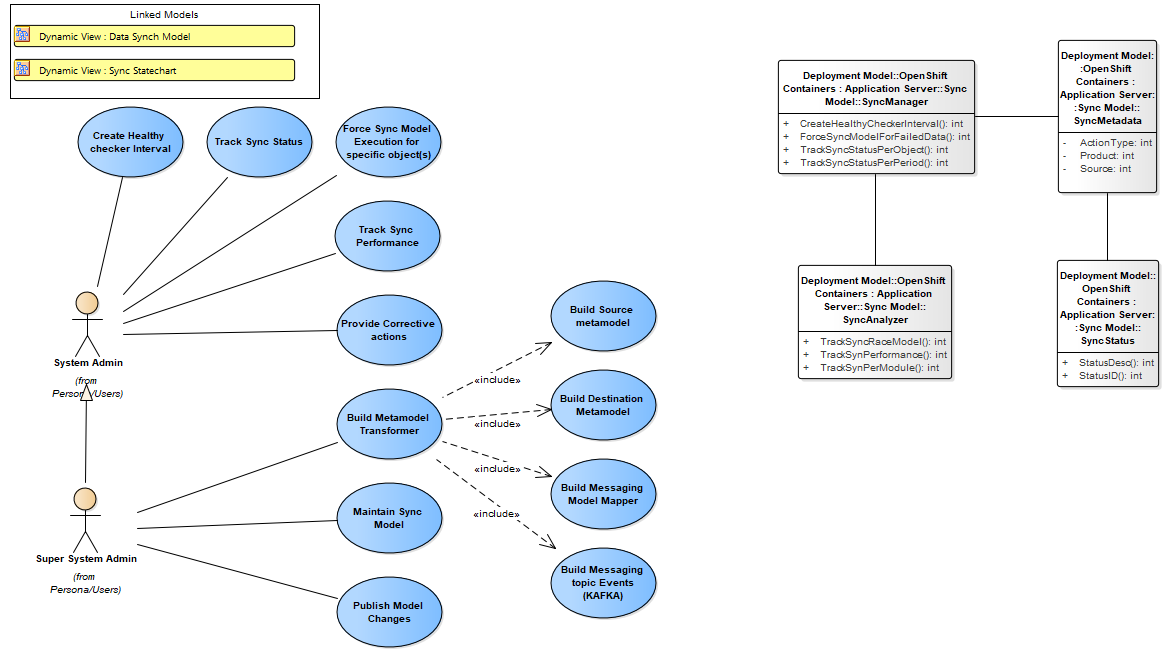 Linked Models
Dynamic View : Data Synch Model
Dynamic View : Sync Statechart
Create Healthy
checker Interval
Track Sync Status
Force Sync Model
Execution for
specific object(s)
Track Sync
Performance
Provide Corrective
actions
System Admin
(from
Persona/Users)
Build Metamodel
Transformer
Maintain Sync
Model
Publish Model
Changes
Super System Admin
(from
Persona/Users)
«include»
«include»
«include»
«include»
Build Source
metamodel
Build Destination
Metamodel
Build Messaging
Model Mapper
Build Messaging
topic Events
(KAFKA)
Deployment Model::OpenShift
Containers : Application Server::Sync
Model::SyncManager
+ CreateHealthyCheckerInterval(): int
+ ForceSyncModelForFailedData(): int
+ TrackSyncStatusPerObject(): int
+ TrackSyncStatusPerPeriod(): int
Deployment Model:
:OpenShift
Containers :
Application Server:
:Sync Model::
SyncMetadata
- ActionType: int
- Product: int
- Source: int
Deployment Model::OpenShift
Containers : Application
Server::Sync Model::
SyncAnalyzer
+ TrackSyncRaceModel(): int
+ TrackSynPerformance(): int
+ TrackSynPerModule(): int
Deployment Model::
OpenShift
Containers :
Application Server:
:Sync Model::
SyncStatus
+ StatusDesc(): int
+ StatusID(): int